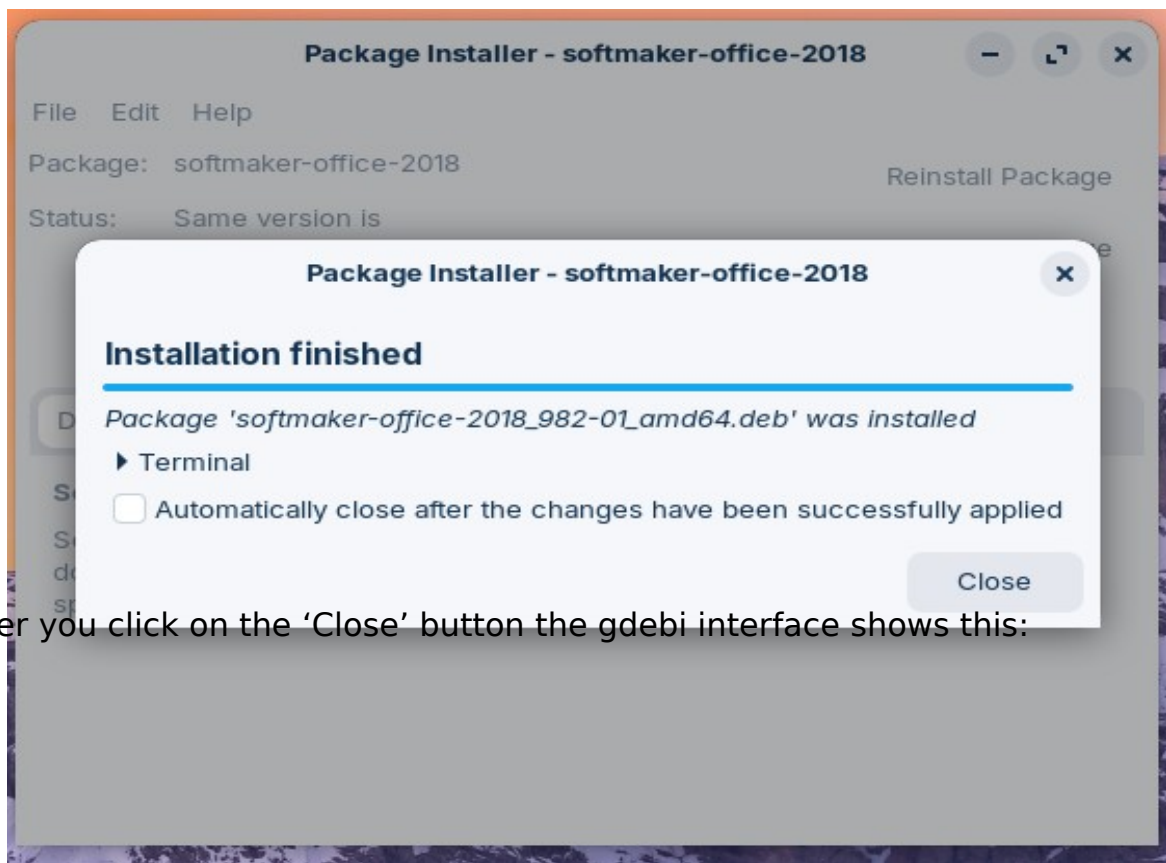 Package Installer - softmaker-office-2018
File Edit Help
Package: softmaker-office-2018
Reinstall Package
Status: Same version is
Package Installer - softmaker-office-2018
Installation finished
Package 'softmaker-office-2018_982-01_amd64.deb' was installed
Terminal
Automatically close after the changes have been successfully applied
Close
you click on the ‘Close’ button the gdebi interface shows this: